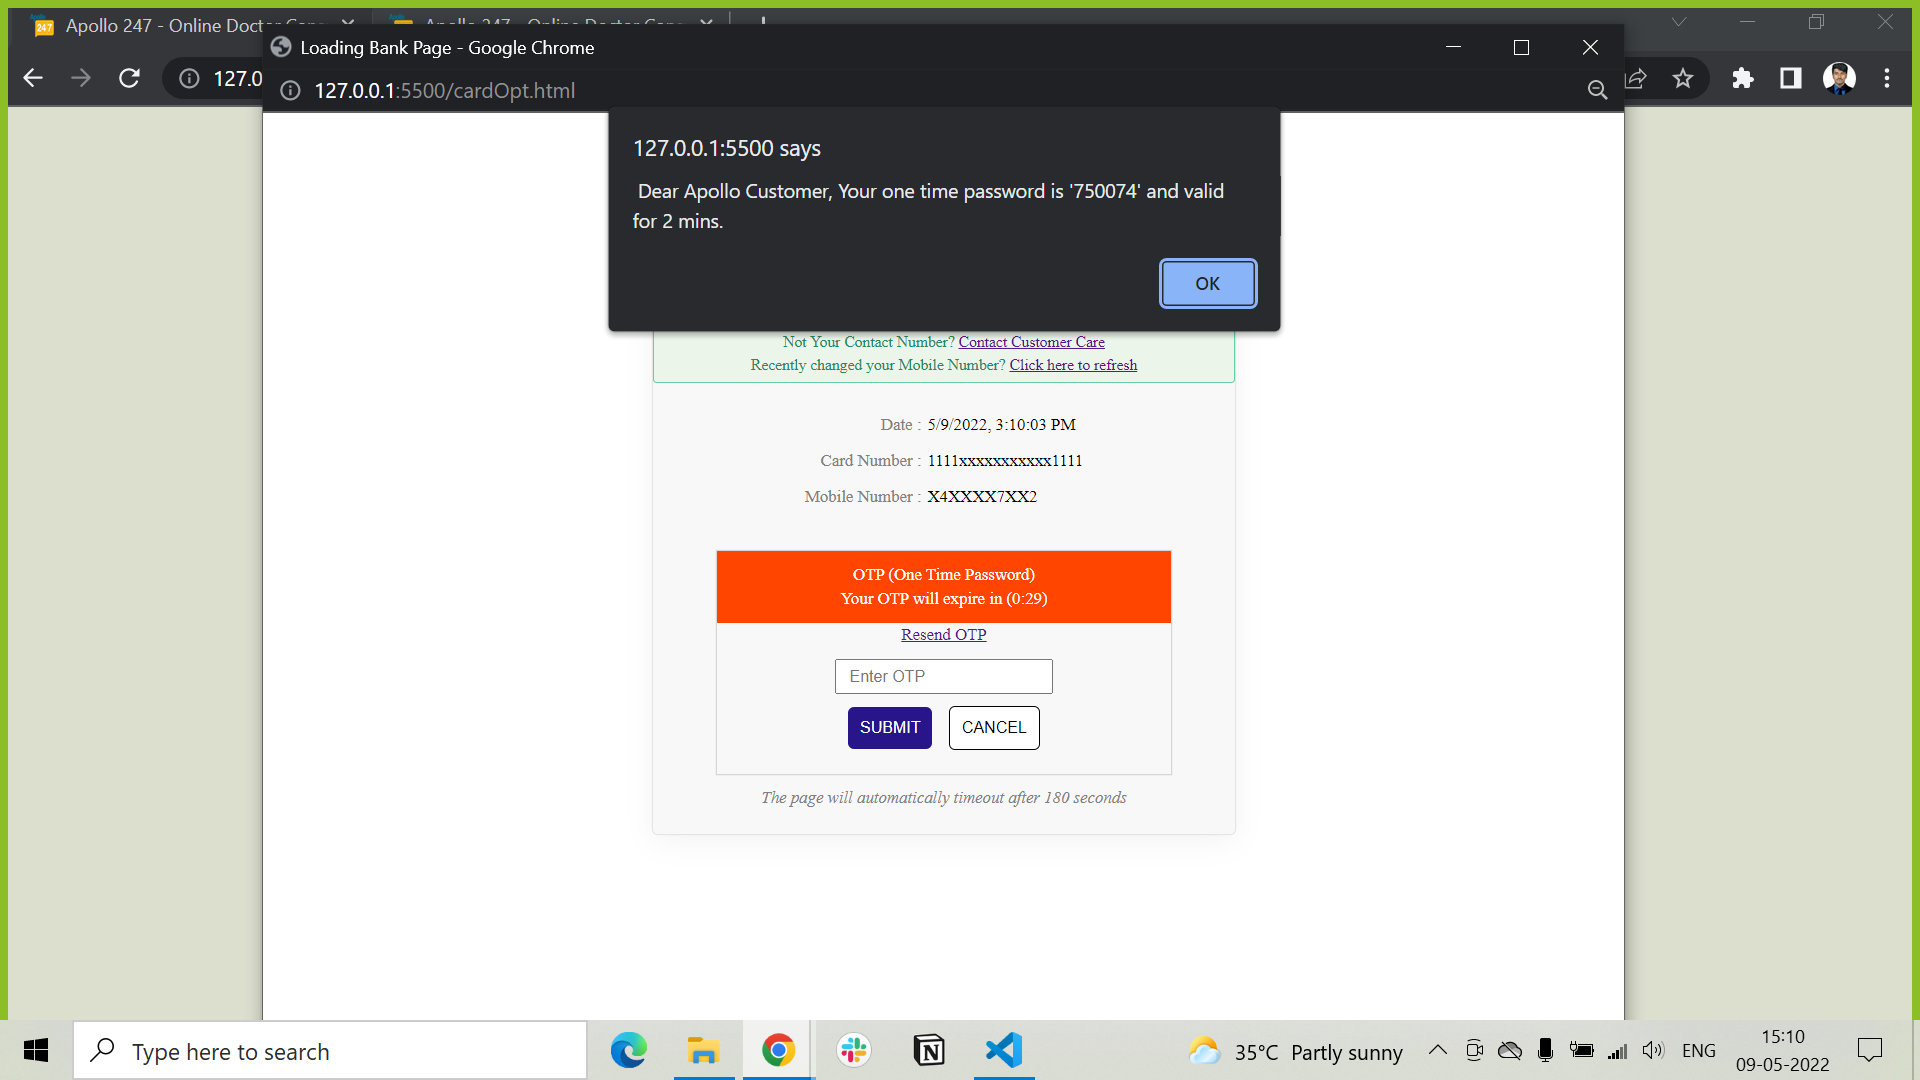 Apollo 247 - Online Doct
Loading Bank Page - Google Chrome
127.0
127.0.0.1:5500/cardOpt.html
127.0.0.1:5500 says
Dear Apollo Customer, Your one time password is '750074' and valid
for 2 mins.
OK
Not Your Contact Number? Contact Customer Care
Recently changed your Mobile Number? Click here to refresh
Date : 5/9/2022, 3:10:03 PM
Card Number : 1111xxxxxxxxxxx1111
Mobile Number : X4XXXX7XX2
OTP (One Time Password)
Your OTP will expire in (0:29)
Resend OTP
Enter OTP
SUBMIT CANCEL
The page will automatically timeout after 180 seconds
Type here to search
35°C Partly sunny
ENG
15:10
09-05-2022